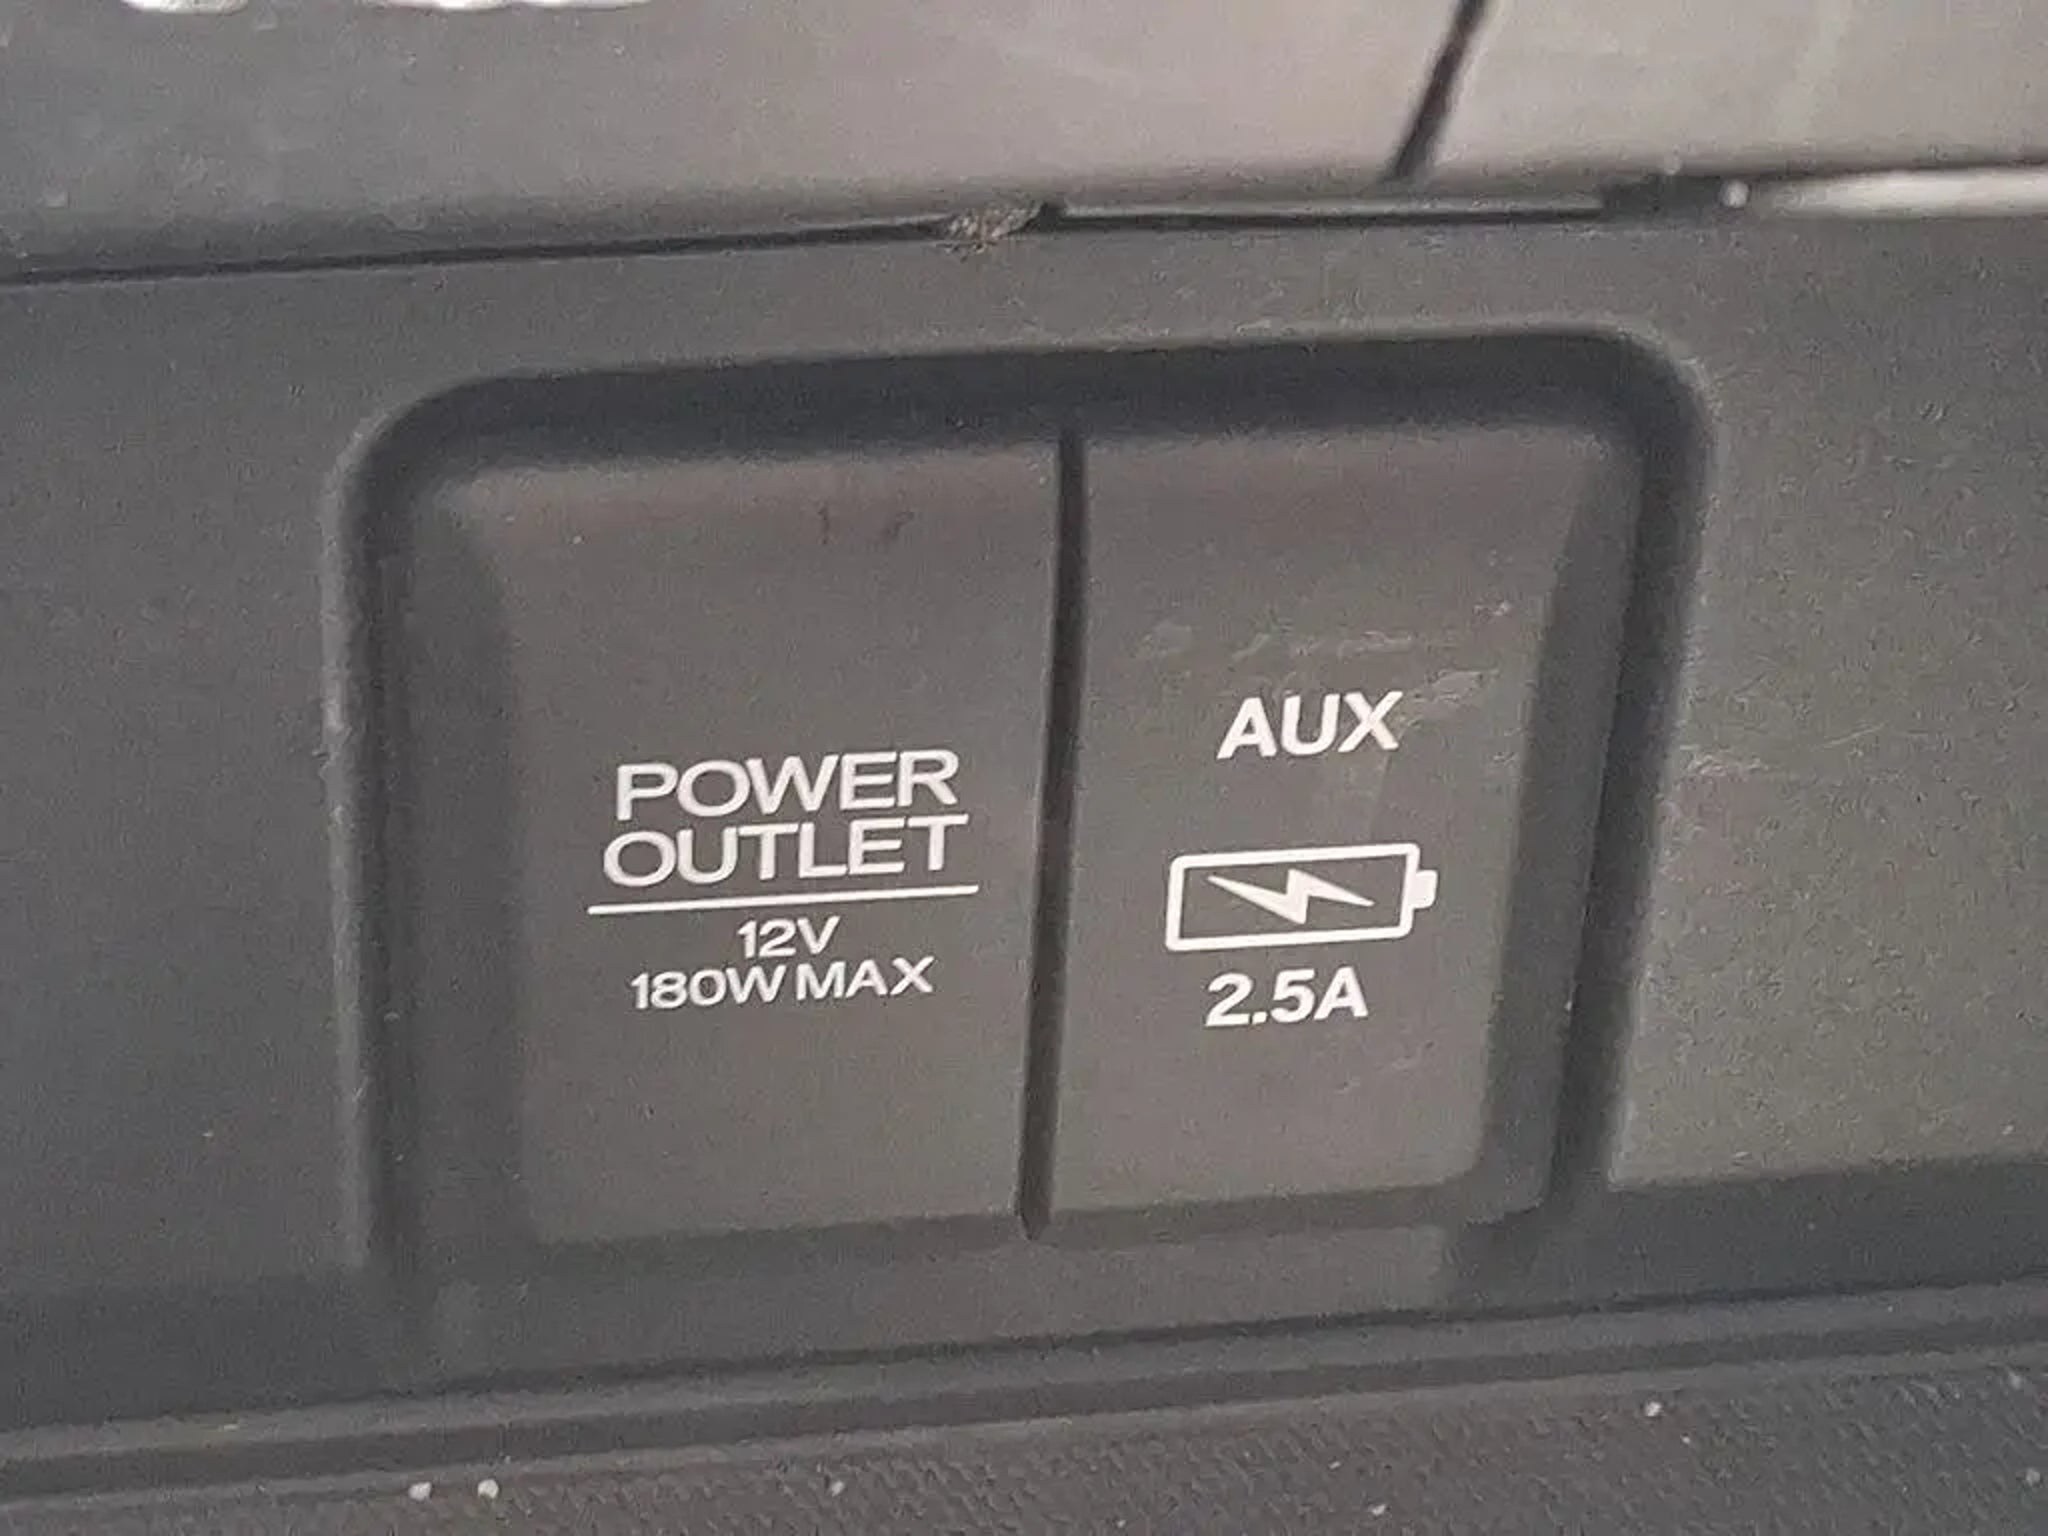 POWER
OUTLET
12V
180W MAX
AUX
2.5A